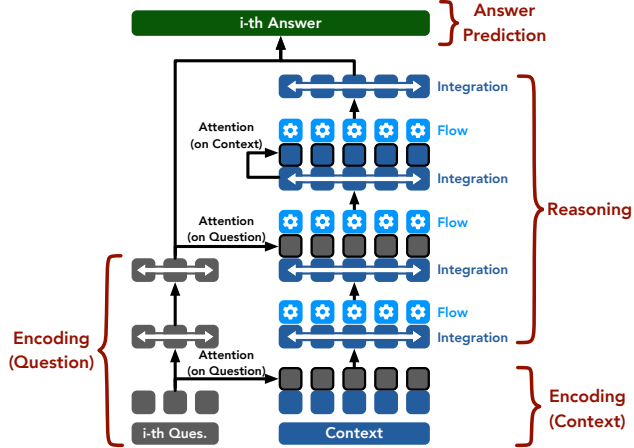 i-th Answer
Answer
Prediction
Integration
Attention
(on Context)
Flow
Integration
Reasoning
Attention
(on Question)
Flow
Integration
Flow
Integration
Encoding
(Question)
Attention
(on Question)
Encoding
(Context)
i-th Ques.
Context